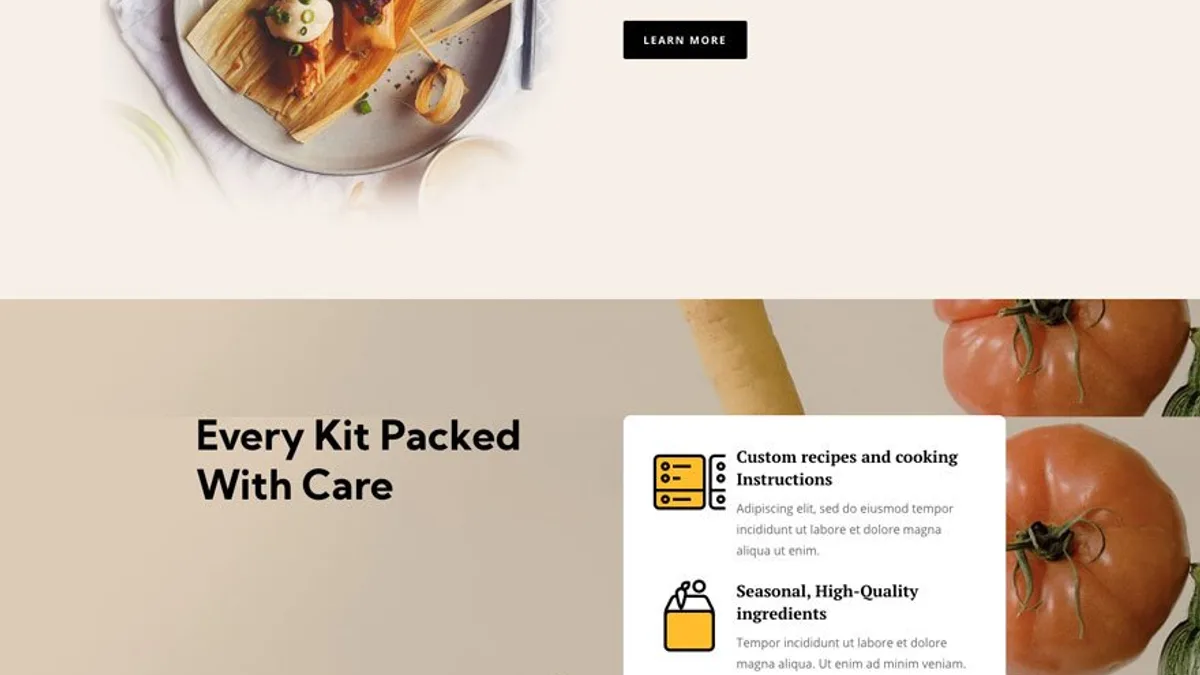 LEARN MORE
Every Kit Packed
With Care
Custom recipes and cooking
Instructions
Adipiscing elit, sed do eiusmod tempor
incididunt ut labore et dolore magna
aliqua ut enim.
Seasonal, High-Quality
ingredients
Tempor incididunt ut labore et dolore
magna aliqua. Ut enim ad minim veniam.